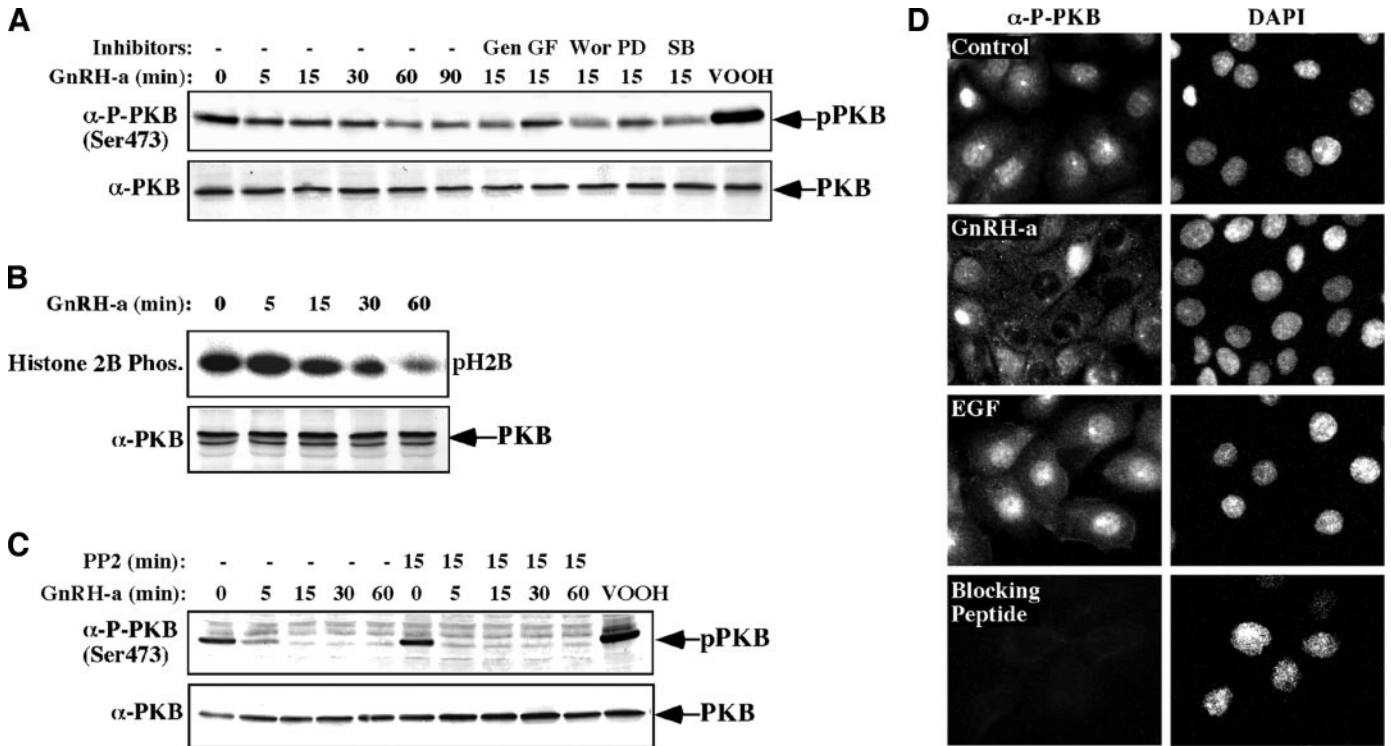 A
Inhibitors: - - - - - - Gen GF Wor PD SB
GnRH-a (min): 0 5 15 30 60 90 15 15 15 15 15 VOOH
α-P-PKB
(Ser473)
pPKB
α-PKB
PKB
B
GnRH-a (min): 0 5 15 30 60
Histone 2B Phos.
pH2B
α-PKB
PKB
C
PP2 (min): - - - - - 15 15 15 15 15
GnRH-a (min): 0 5 15 30 60 0 5 15 30 60 VOOH
α-P-PKB
(Ser473)
pPKB
α-PKB
PKB
D
α-P-PKB DAPI
Control
GnRH-a
EGF
Blocking
Peptide